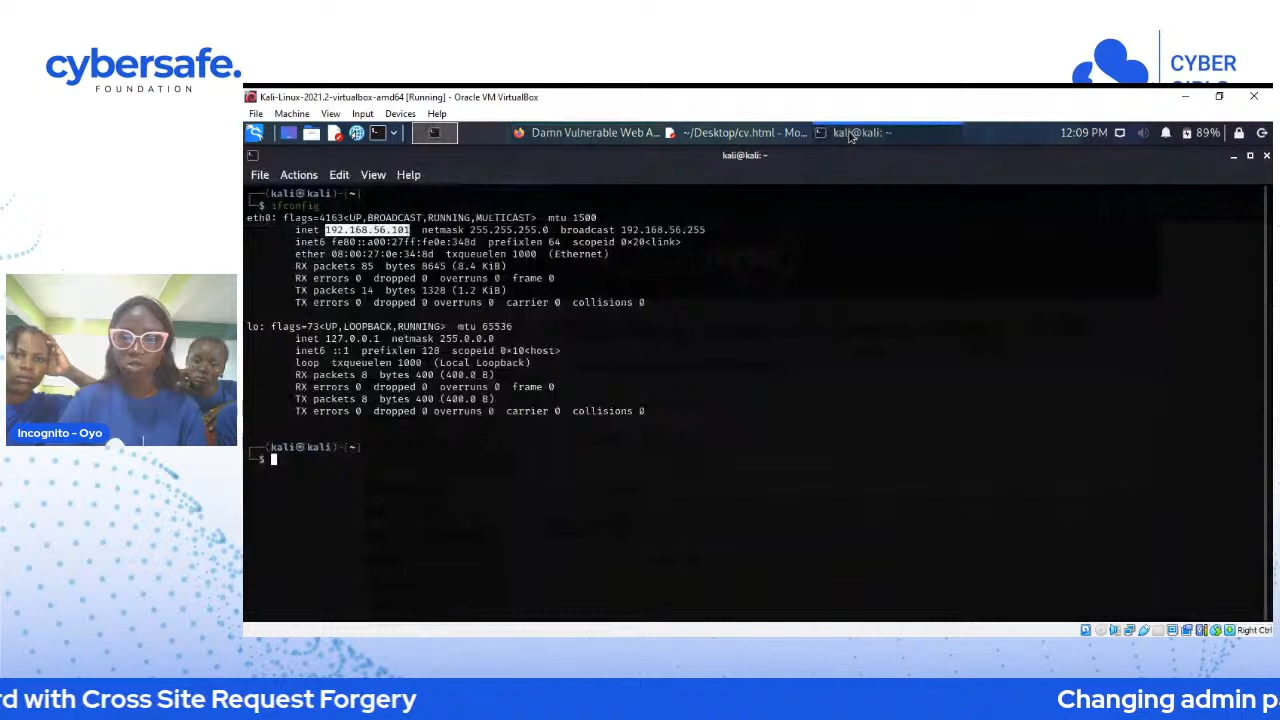 cybersafe.
FOUNDATION
CYBER
Kali-Linux-2021.2-virtualbox-amd64 [Running] - Oracle VM VirtualBox
File Machine View Input Devices Help
Damn Vulnerable Web A... ~/Desktop/cv.html - Mo... kali@kali: ~ 12:09 PM 89%
kali@kali: ~
File Actions Edit View Help
(kali㉿kali)-[~]
$ ifconfig
eth0: flags=4163<UP,BROADCAST,RUNNING,MULTICAST> mtu 1500
inet 192.168.56.101 netmask 255.255.255.0 broadcast 192.168.56.255
inet6 fe80::a00:27ff:fe0e:348d prefixlen 64 scopeid 0×20<link>
ether 08:00:27:0e:34:8d txqueuelen 1000 (Ethernet)
RX packets 85 bytes 8645 (8.4 KiB)
RX errors 0 dropped 0 overruns 0 frame 0
TX packets 14 bytes 1328 (1.2 KiB)
TX errors 0 dropped 0 overruns 0 carrier 0 collisions 0
lo: flags=73<UP,LOOPBACK,RUNNING> mtu 65536
inet 127.0.0.1 netmask 255.0.0.0
inet6 ::1 prefixlen 128 scopeid 0×10<host>
loop txqueuelen 1000 (Local Loopback)
RX packets 8 bytes 400 (400.0 B)
RX errors 0 dropped 0 overruns 0 frame 0
TX packets 8 bytes 400 (400.0 B)
TX errors 0 dropped 0 overruns 0 carrier 0 collisions 0
(kali㉿kali)-[~]
$
Incognito - Oyo
Right Ctrl
rd with Cross Site Request Forgery Changing admin p